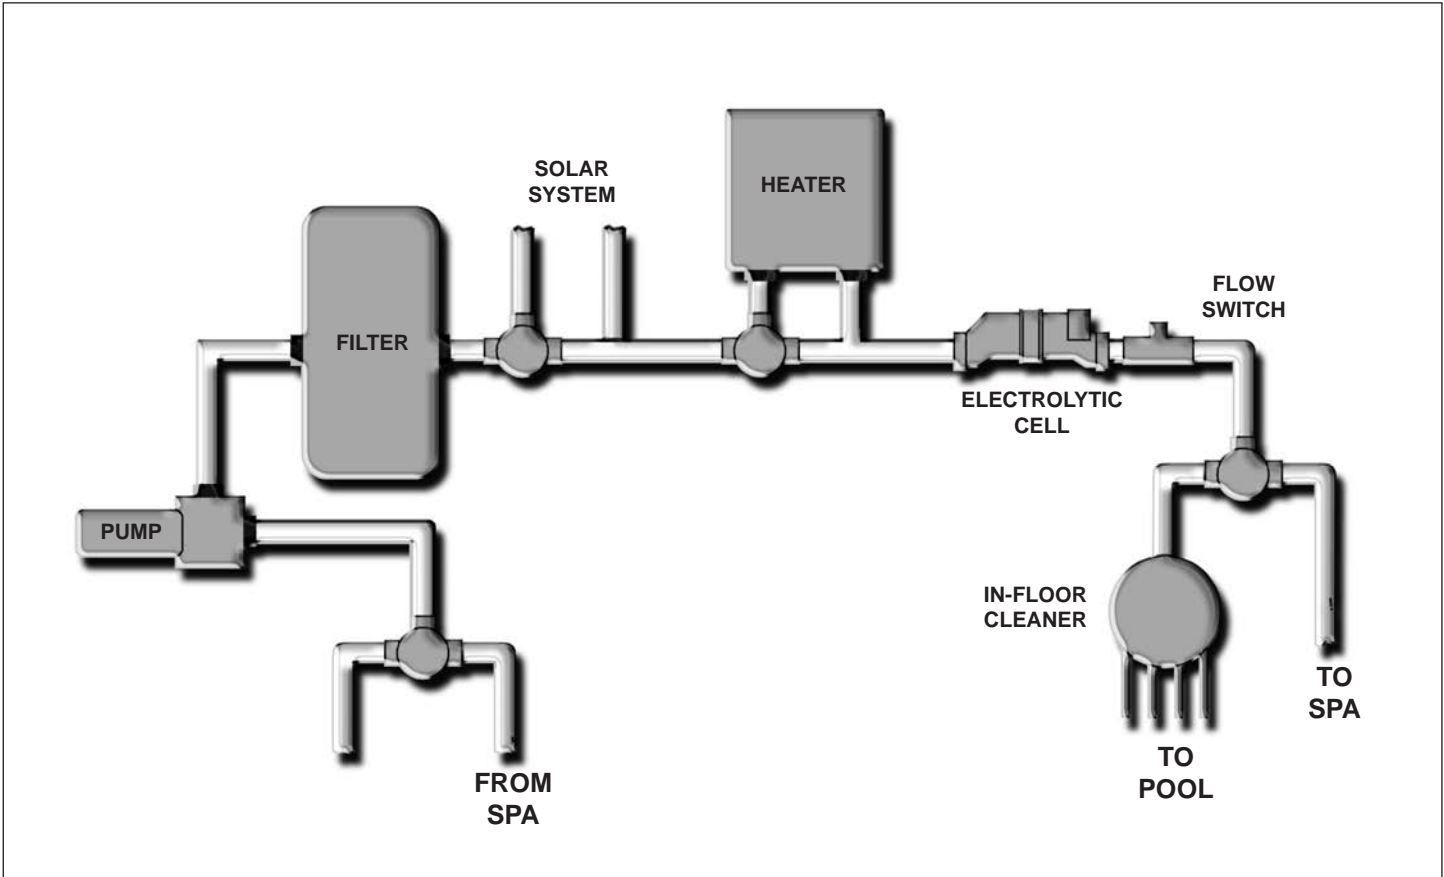 SOLAR
SYSTEM
HEATER
FLOW
SWITCH
FILTER
ELECTROLYTIC
CELL
PUMP
IN-FLOOR
CLEANER
TO
SPA
TO
POOL
FROM
SPA